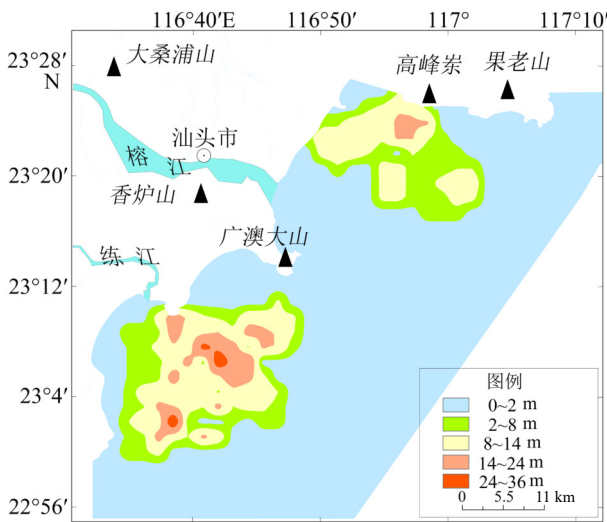 116°40′ 116°50′ 117° 117°10′
23°28′
N
23°20′
23°12′
23°4′
22°56′
大桑浦山
高峰岽
果老山
汕头市
榕江
香炉山
广澳大山
练江
图例
0~2 m
2~8 m
8~14 m
14~24 m
24~36 m
0 5.5 11 km